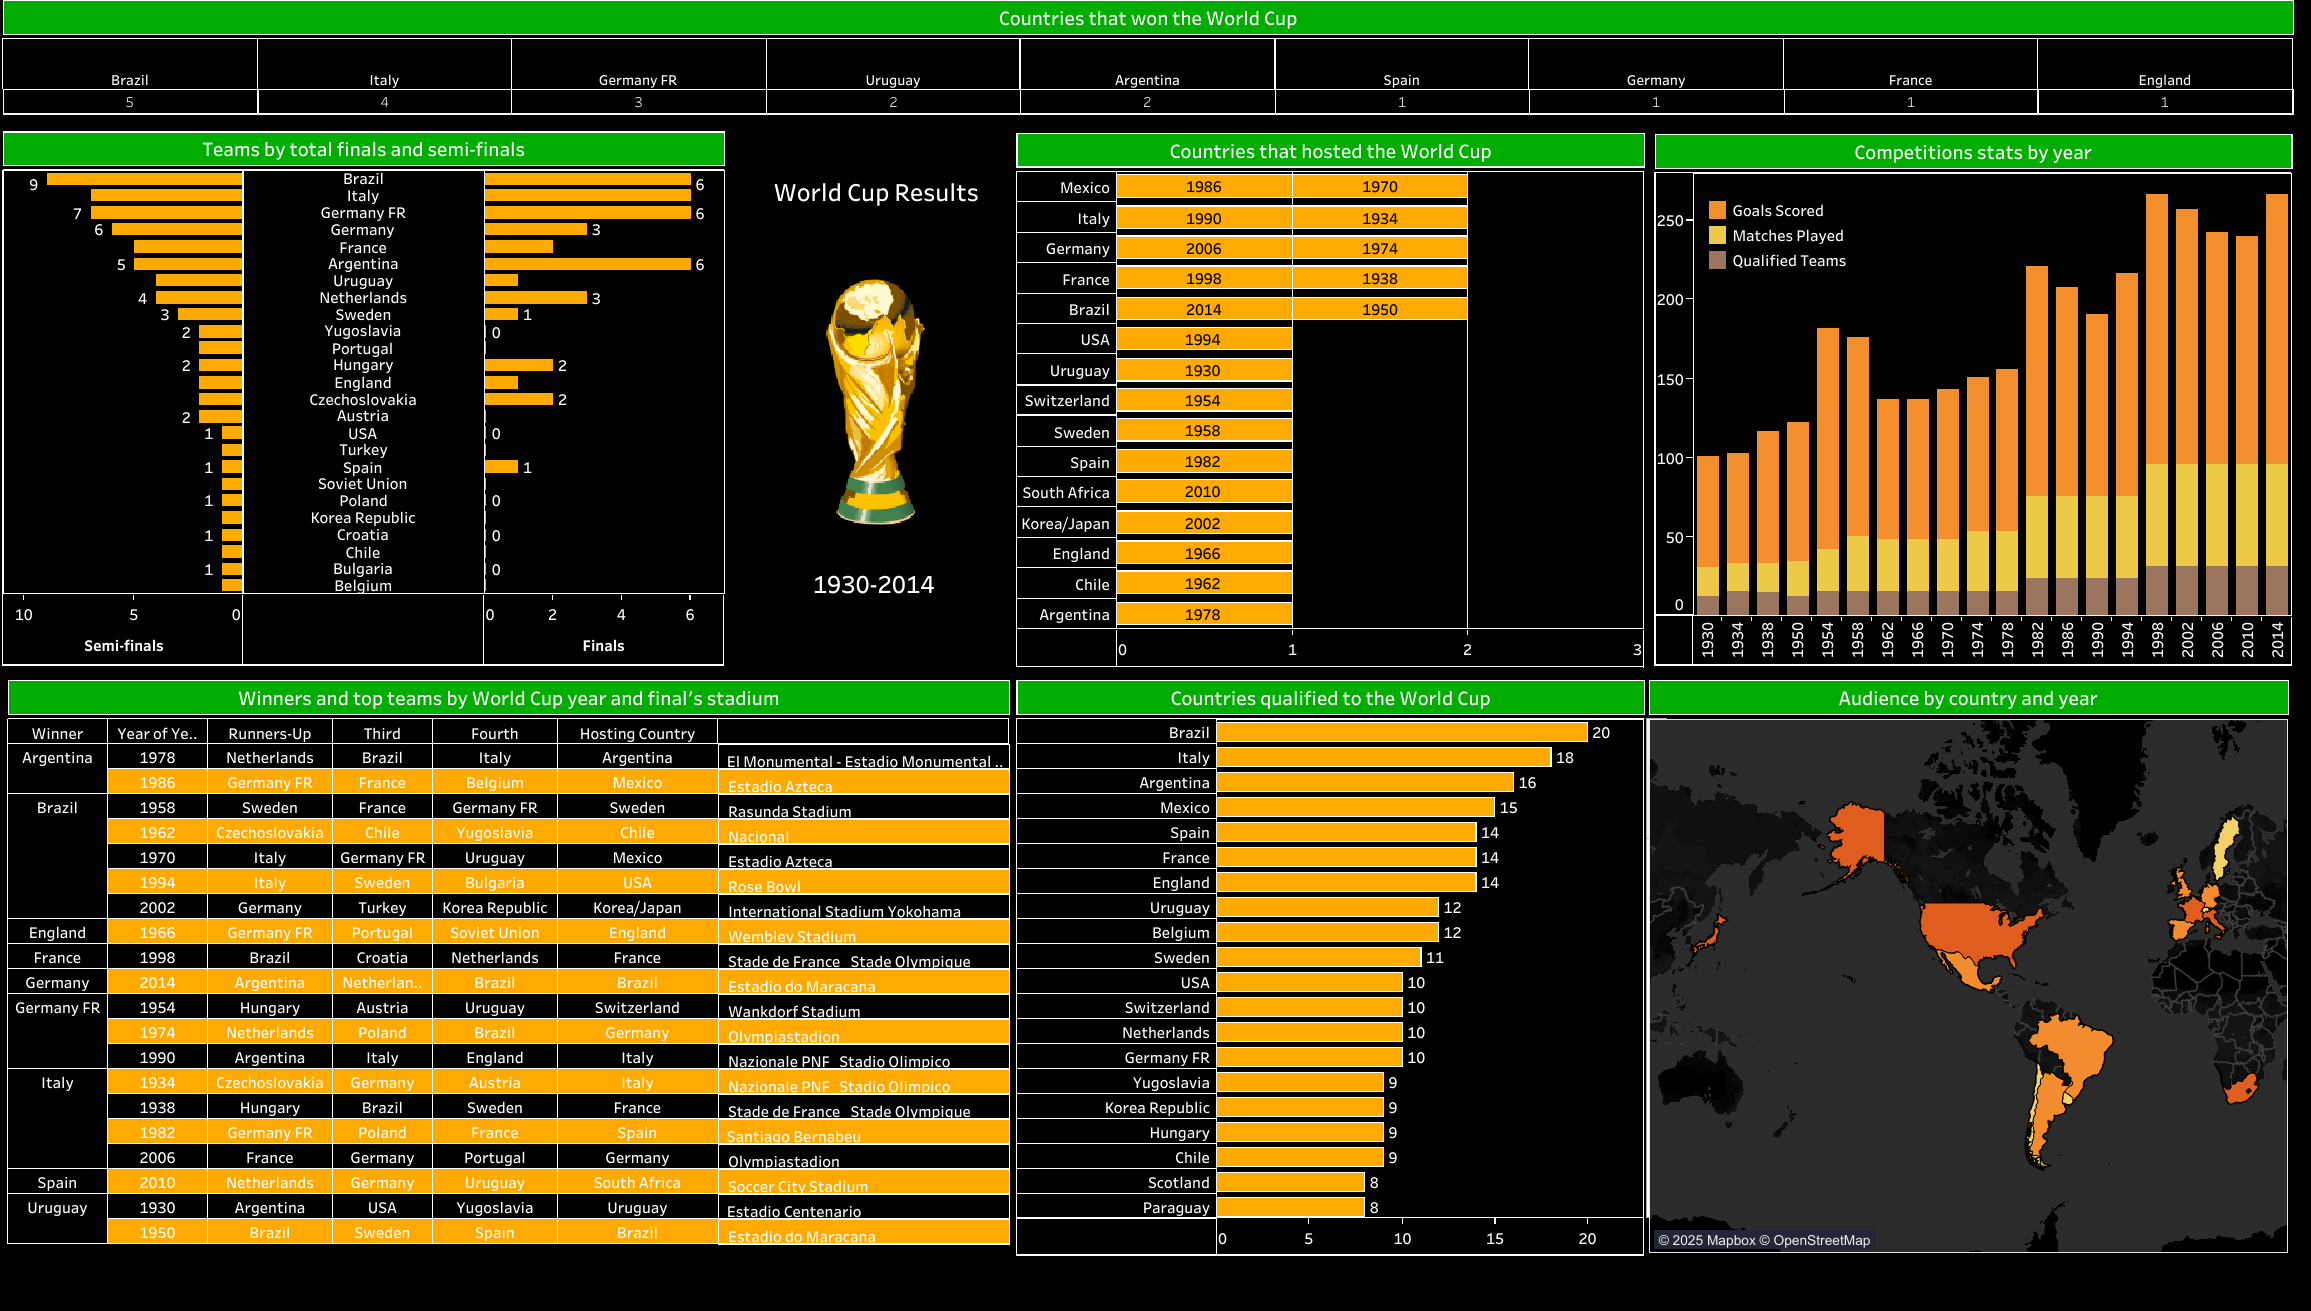 Countries that won the World Cup
Brazil Italy Germany FR Uruguay Argentina Spain Germany France England
5 4 3 2 2 1 1 1 1
Teams by total finals and semi-finals
9 Brazil 6
Italy
7 Germany FR 6
6 Germany 3
France
5 Argentina 6
Uruguay
4 Netherlands 3
3 Sweden 1
2 Yugoslavia 0
Portugal
2 Hungary 2
England
Czechoslovakia 2
2 Austria
1 USA 0
Turkey
1 Spain 1
Soviet Union
1 Poland 0
Korea Republic
1 Croatia 0
Chile
1 Bulgaria 0
Belgium
10 5 0 0 2 4 6
Semi-finals Finals
World Cup Results
1930-2014
Countries that hosted the World Cup
Mexico 1986 1970
Italy 1990 1934
Germany 2006 1974
France 1998 1938
Brazil 2014 1950
USA 1994
Uruguay 1930
Switzerland 1954
Sweden 1958
Spain 1982
South Africa 2010
Korea/Japan 2002
England 1966
Chile 1962
Argentina 1978
0 1 2 3
Competitions stats by year
Goals Scored
Matches Played
Qualified Teams
250
200
150
100
50
0
1930 1934 1938 1950 1954 1958 1962 1966 1970 1974 1978 1982 1986 1990 1994 1998 2002 2006 2010 2014
Winners and top teams by World Cup year and final's stadium
Winner Year of Ye.. Runners-Up Third Fourth Hosting Country
Argentina 1978 Netherlands Brazil Italy Argentina El Monumental - Estadio Monumental ..
1986 Germany FR France Belgium Mexico Estadio Azteca
Brazil 1958 Sweden France Germany FR Sweden Rasunda Stadium
1962 Czechoslovakia Chile Yugoslavia Chile Nacional
1970 Italy Germany FR Uruguay Mexico Estadio Azteca
1994 Italy Sweden Bulgaria USA Rose Bowl
2002 Germany Turkey Korea Republic Korea/Japan International Stadium Yokohama
England 1966 Germany FR Portugal Soviet Union England Wembley Stadium
France 1998 Brazil Croatia Netherlands France Stade de France Stade Olympique
Germany 2014 Argentina Netherlan.. Brazil Brazil Estadio do Maracana
Germany FR 1954 Hungary Austria Uruguay Switzerland Wankdorf Stadium
1974 Netherlands Poland Brazil Germany Olympiastadion
1990 Argentina Italy England Italy Nazionale PNF Stadio Olimpico
Italy 1934 Czechoslovakia Germany Austria Italy Nazionale PNF Stadio Olimpico
1938 Hungary Brazil Sweden France Stade de France Stade Olympique
1982 Germany FR Poland France Spain Santiago Bernabeu
2006 France Germany Portugal Germany Olympiastadion
Spain 2010 Netherlands Germany Uruguay South Africa Soccer City Stadium
Uruguay 1930 Argentina USA Yugoslavia Uruguay Estadio Centenario
1950 Brazil Sweden Spain Brazil Estadio do Maracana
Countries qualified to the World Cup
Brazil 20
Italy 18
Argentina 16
Mexico 15
Spain 14
France 14
England 14
Uruguay 12
Belgium 12
Sweden 11
USA 10
Switzerland 10
Netherlands 10
Germany FR 10
Yugoslavia 9
Korea Republic 9
Hungary 9
Chile 9
Scotland 8
Paraguay 8
0 5 10 15 20
Audience by country and year
© 2025 Mapbox © OpenStreetMap